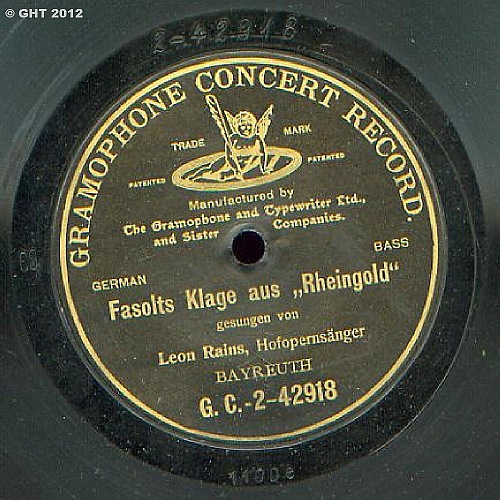 © GHT 2012
2-42918
GRAMOPHONE CONCERT RECORD.
TRADE MARK
PATENTED PATENTED
Manufactured by
The Gramophone and Typewriter Ltd.,
and Sister Companies.
GERMAN BASS
Fasolts Klage aus „Rheingold“
gesungen von
Leon Rains, Hofopernsänger
BAYREUTH
G. C.-2-42918